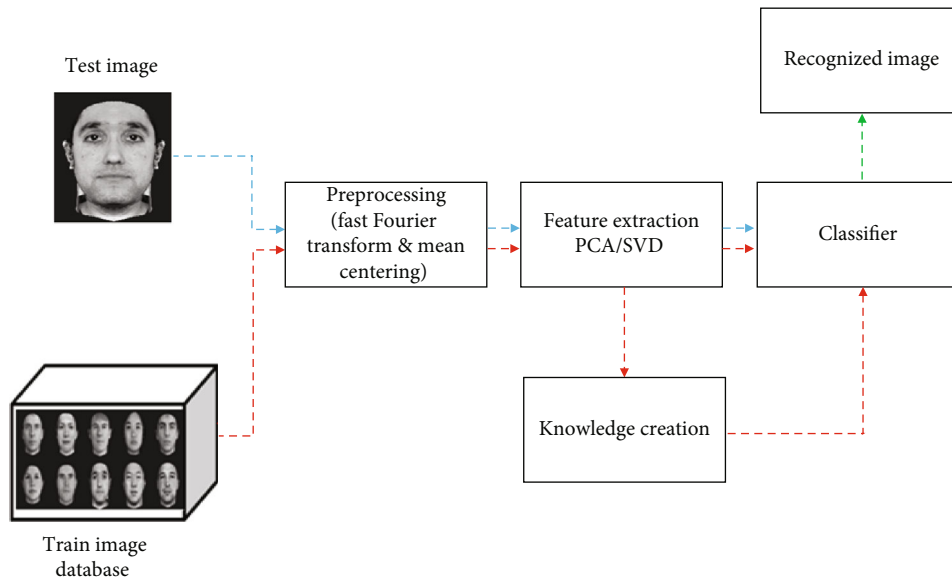 Test image
Recognized image
Preprocessing
(fast Fourier
transform & mean
centering)
Feature extraction
PCA/SVD
Classifier
Knowledge creation
Train image
database